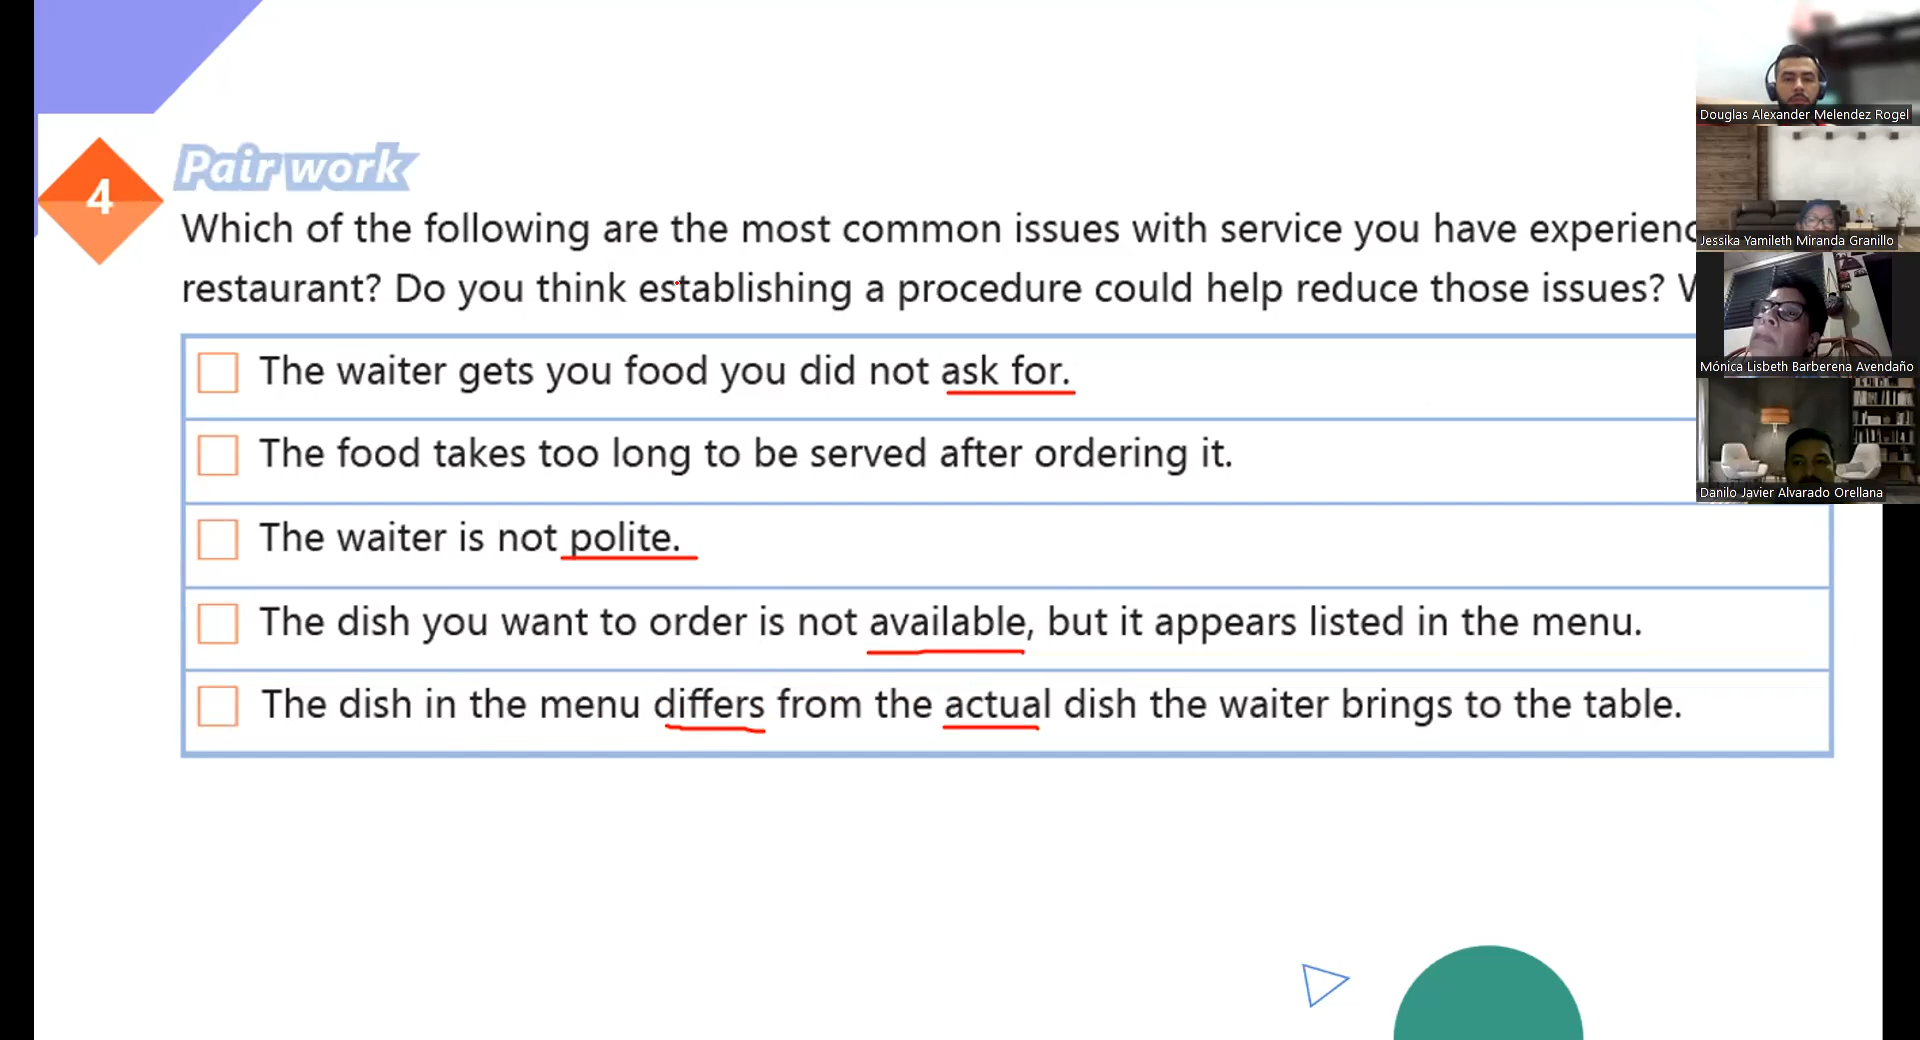 4
Pair work
Which of the following are the most common issues with service you have
restaurant? Do you think establishing a procedure could help reduce those issues?
The waiter gets you food you did not ask for.
The food takes too long to be served after ordering it.
The waiter is not polite.
The dish you want to order is not available, but it appears listed in the menu.
The dish in the menu differs from the actual dish the waiter brings to the table.
Douglas Alexander Melendez Rogel
Jessika Yamileth Miranda Granillo
Mónica Lisbeth Barberena Avendaño
Danilo Javier Alvarado Orellana